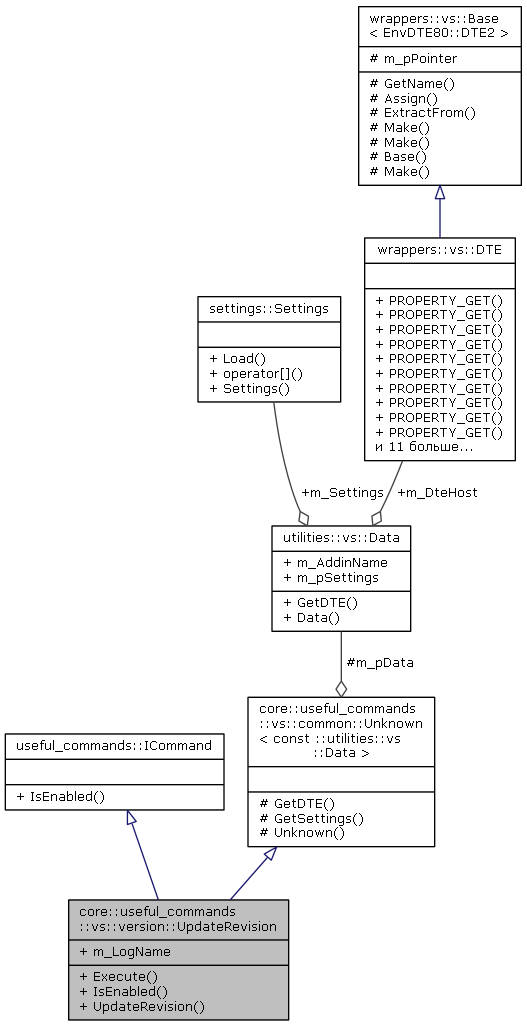 wrappers::vs::Base
< EnvDTE80::DTE2 >
# m_pPointer
# GetName()
# Assign()
# ExtractFrom()
# Make()
# Make()
# Base()
# Make()
wrappers::vs::DTE
+ PROPERTY_GET()
+ PROPERTY_GET()
+ PROPERTY_GET()
+ PROPERTY_GET()
+ PROPERTY_GET()
+ PROPERTY_GET()
+ PROPERTY_GET()
+ PROPERTY_GET()
+ PROPERTY_GET()
+ PROPERTY_GET()
и 11 больше...
settings::Settings
+ Load()
+ operator[]()
+ Settings()
+m_Settings
+m_DteHost
utilities::vs::Data
+ m_AddinName
+ m_pSettings
+ GetDTE()
+ Data()
#m_pData
core::useful_commands
::vs::common::Unknown
< const ::utilities::vs
::Data >
# GetDTE()
# GetSettings()
# Unknown()
useful_commands::ICommand
+ IsEnabled()
core::useful_commands
::vs::version::UpdateRevision
+ m_LogName
+ Execute()
+ IsEnabled()
+ UpdateRevision()